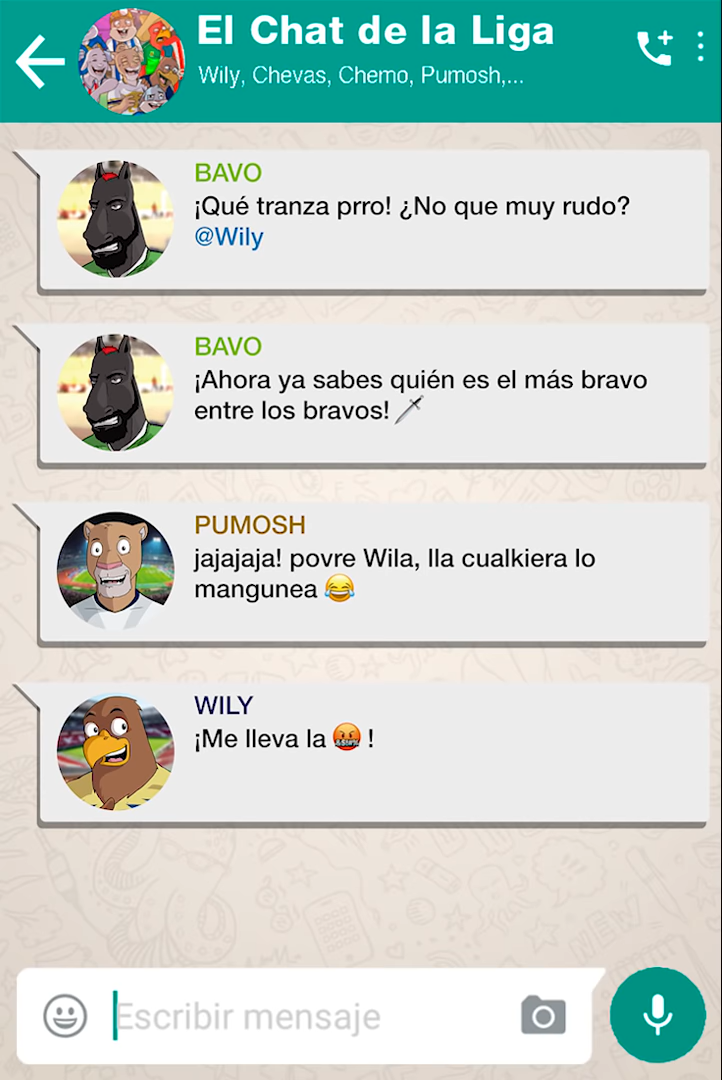 El Chat de la Liga
Wily, Chevas, Chemo, Pumosh,...
BAVO
¡Qué tranza prro! ¿No que muy rudo?
@Wily
BAVO
¡Ahora ya sabes quién es el más bravo
entre los bravos! 🗡️
PUMOSH
jajajaja! povre Wila, lla cualkiera lo
mangunea 😂
WILY
¡Me lleva la 🤬 !
NEW
Escribir mensaje